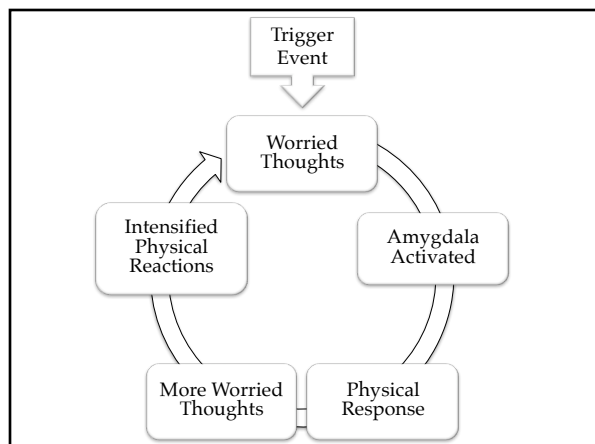 Trigger
Event
Worried
Thoughts
Amygdala
Activated
Physical
Response
More Worried
Thoughts
Intensified
Physical
Reactions